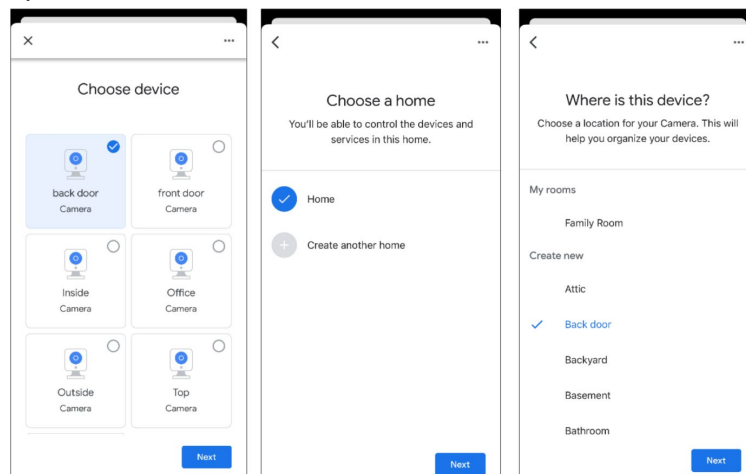 Choose device
back door
Camera
front door
Camera
Inside
Camera
Office
Camera
Outside
Camera
Top
Camera
Next
Choose a home
You'll be able to control the devices and
services in this home.
Home
Create another home
Next
Where is this device?
Choose a location for your Camera. This will
help you organize your devices.
My rooms
Family Room
Create new
Attic
Back door
Backyard
Basement
Bathroom
Next